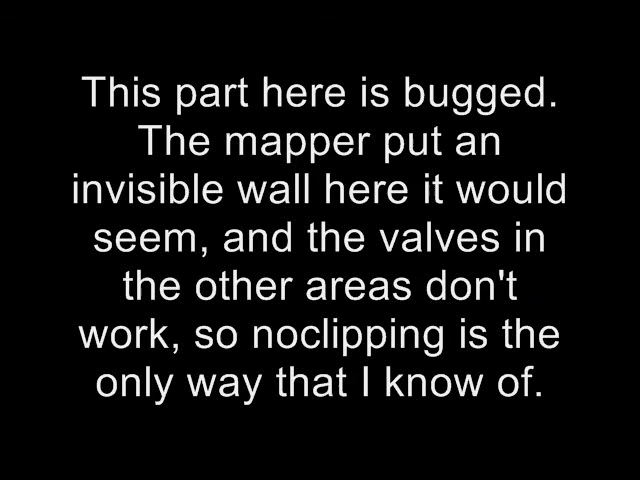 This part here is bugged.
The mapper put an
invisible wall here it would
seem, and the valves in
the other areas don't
work, so noclipping is the
only way that I know of.